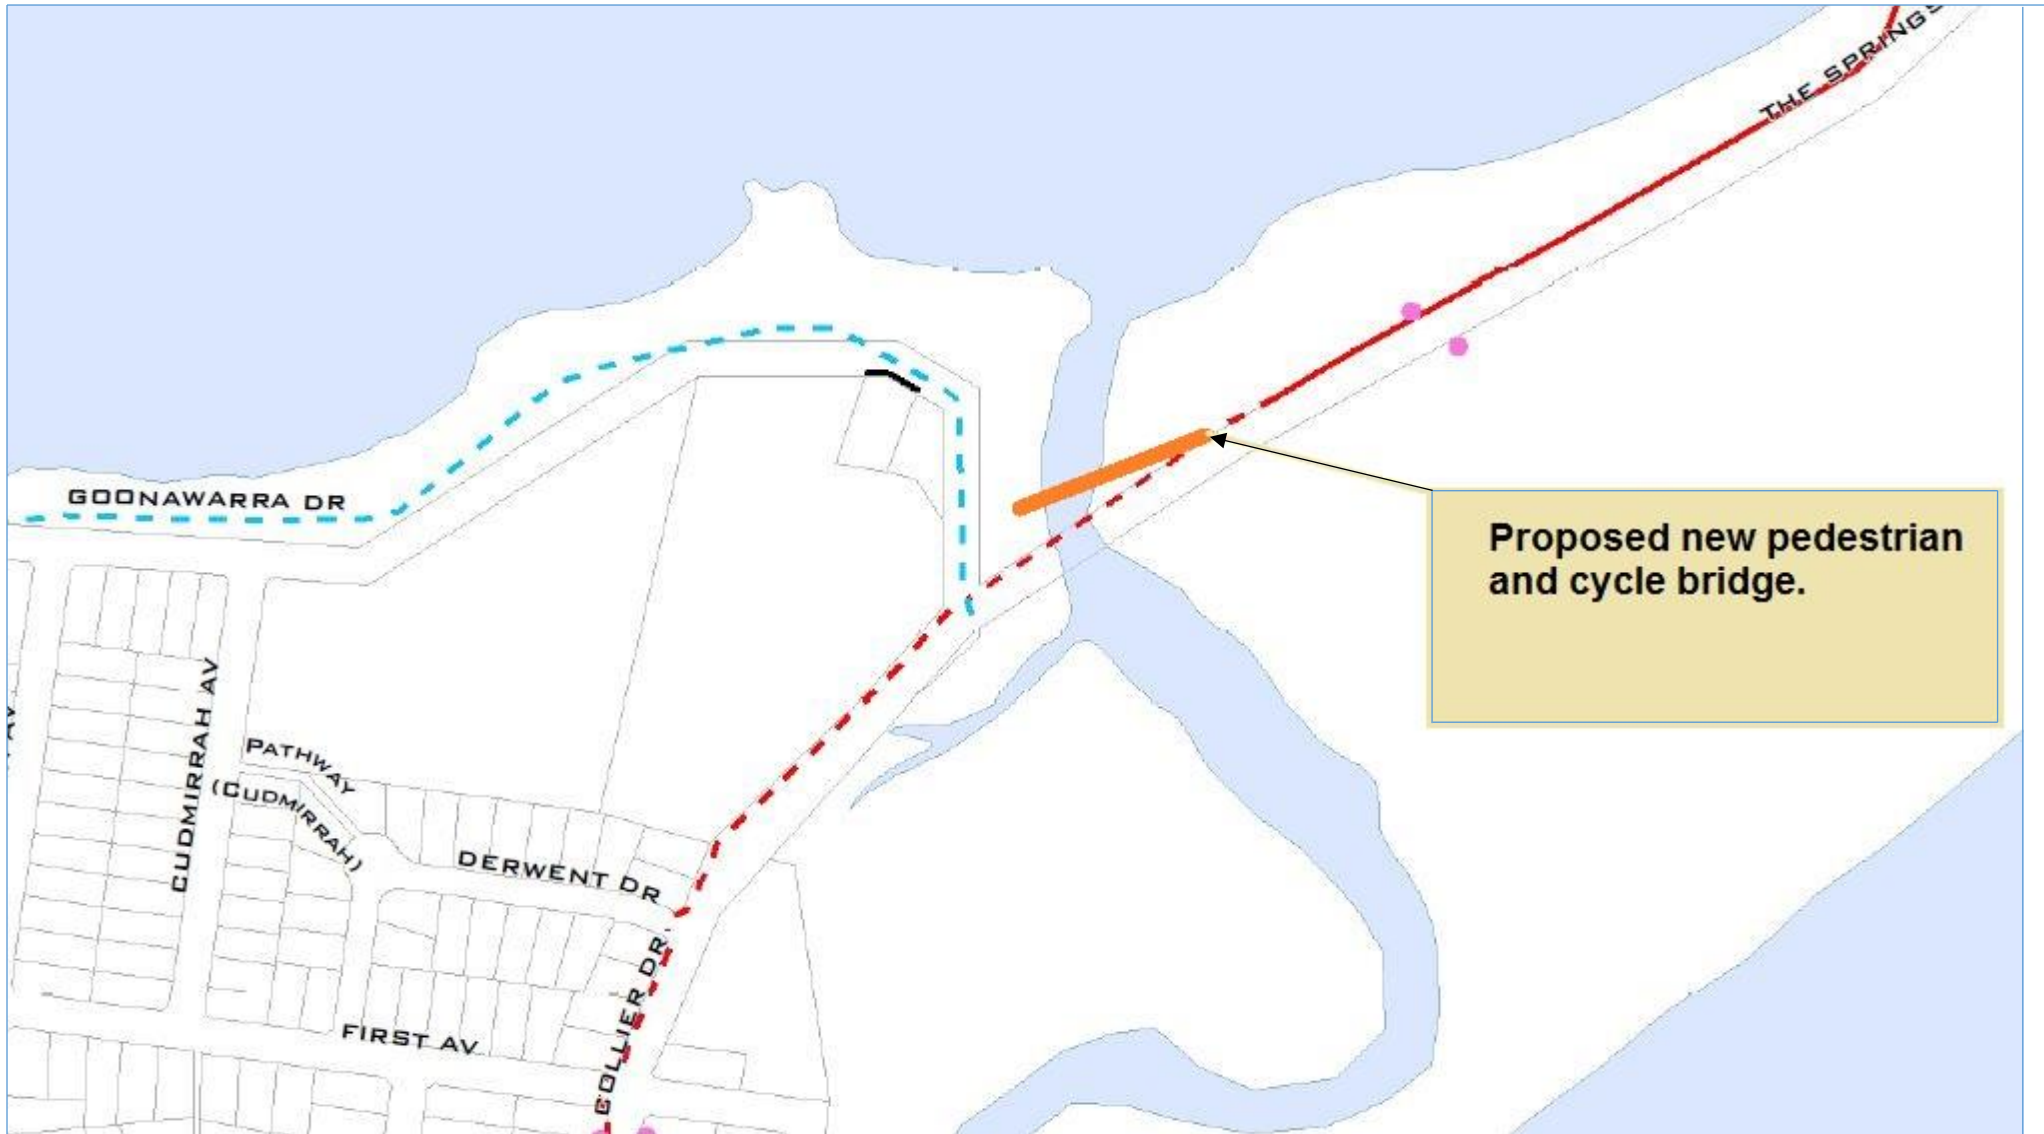 THE SPRINGS
GOONAWARRA DR
Proposed new pedestrian
and cycle bridge.
CUDMIRRAH AV
AV
PATHWAY
(CUDMIRRAH)
DERWENT DR
COLLIER DR
FIRST AV